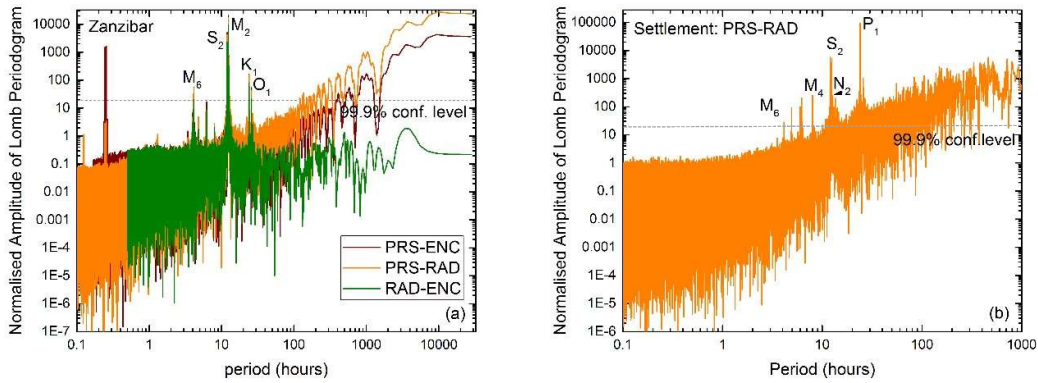 Normalised Amplitude of Lomb Periodogram
10000
1000
100
10
1
0.1
0.01
0.001
1E-4
1E-5
1E-6
1E-7
Zanzibar
M2
S2
K1
O1
M6
99.9% conf. level
PRS-ENC
PRS-RAD
RAD-ENC
(a)
0.1 1 10 100 1000 10000
period (hours)
Normalised Amplitude of Lomb Periodogram
100000
10000
1000
100
10
1
0.1
0.01
0.001
1E-4
1E-5
1E-6
Settlement: PRS-RAD
P1
S2
N2
M4
M6
99.9% conf.level
(b)
0.1 1 10 100 1000
Period (hours)